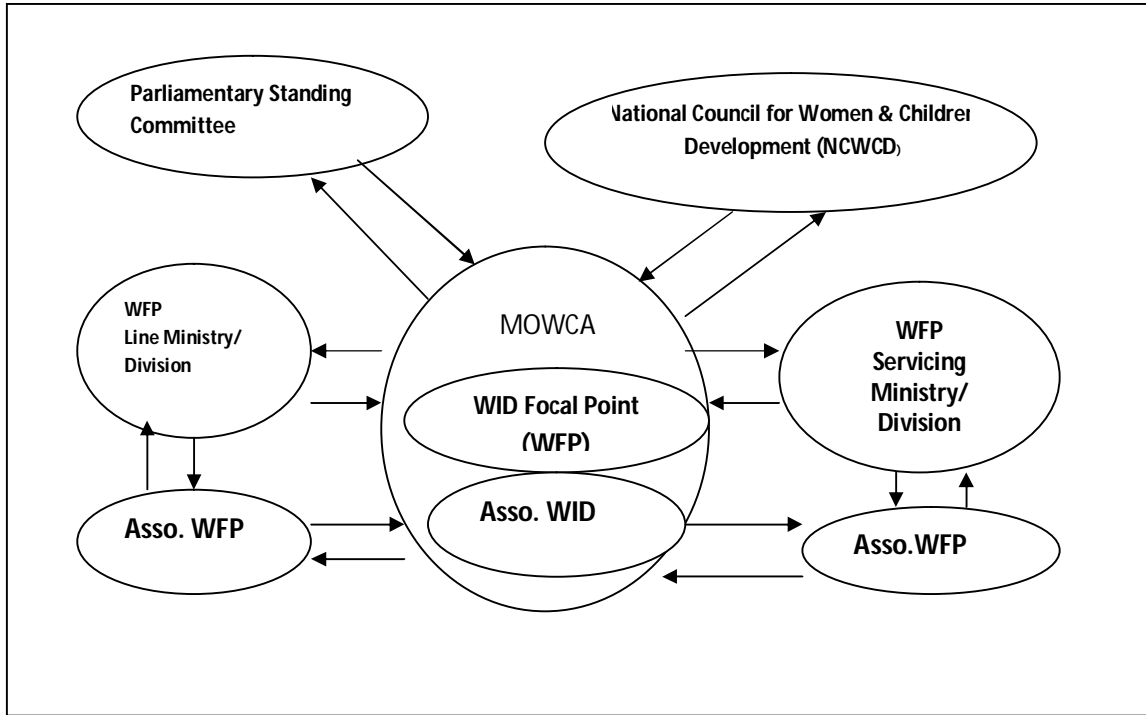 Parliamentary Standing
Committee
National Council for Women & Children
Development (NCWCD)
MOWCA
WFP
Line Ministry/
Division
WFP
Servicing
Ministry/
Division
WID Focal Point
(WFP)
Asso. WFP
Asso. WID
Asso.WFP